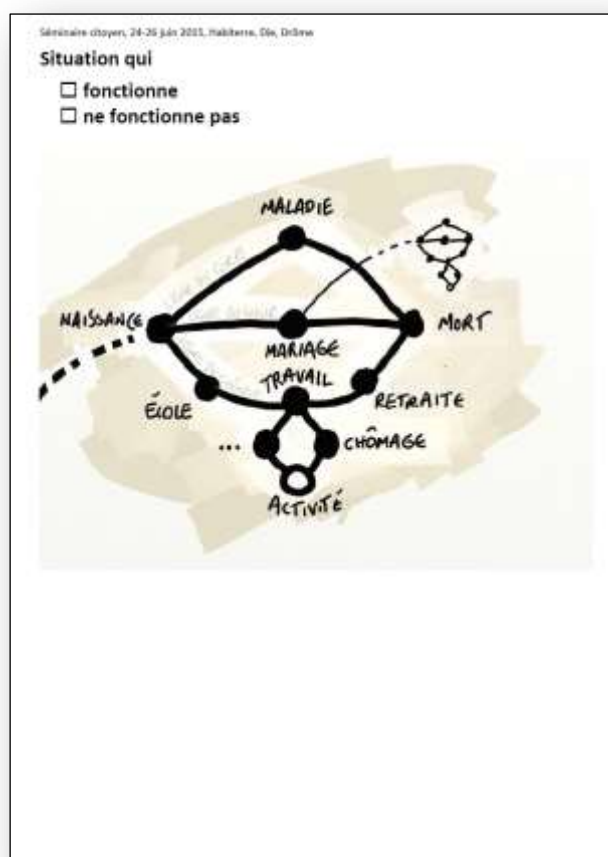 Séminaire citoyen, 24-26 juin 2015, Habiterre, Die, Drôme
Situation qui
☐ fonctionne
☐ ne fonctionne pas
MALADIE
NAISSANCE
MORT
MARIAGE
TRAVAIL
ÉCOLE
RETRAITE
...
CHÔMAGE
ACTIVITÉ